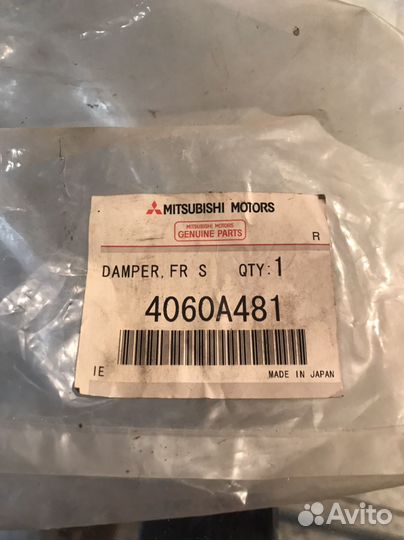 MITSUBISHI MOTORS
MITSUBISHI MOTORS
GENUINE PARTS
R
DAMPER, FR S QTY:1
4060A481
IE MADE IN JAPAN
Avito